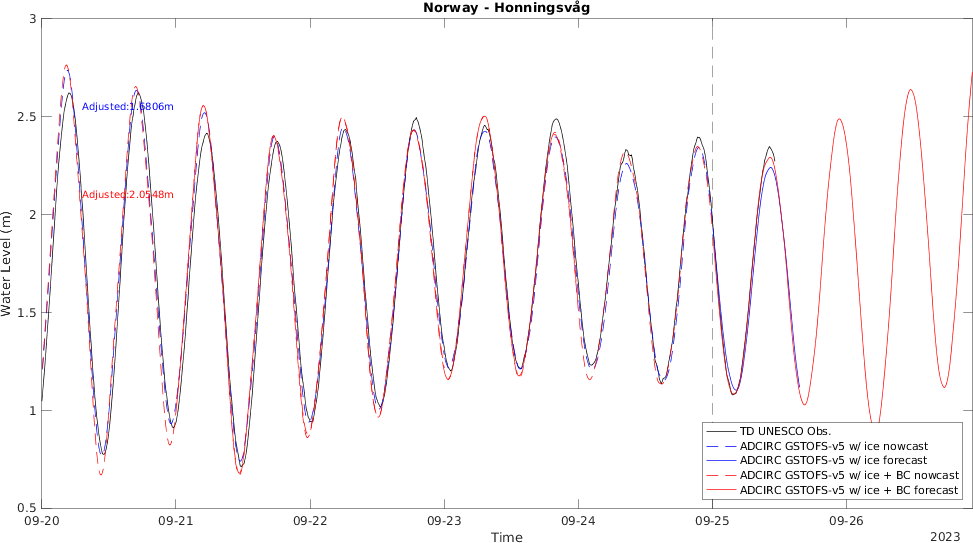 Norway - Honningsvåg
3
2.5
2
1.5
1
0.5
Water Level (m)
Adjusted:1.6806m
Adjusted:2.0548m
TD UNESCO Obs.
ADCIRC GSTOFS-v5 w/ ice nowcast
ADCIRC GSTOFS-v5 w/ ice forecast
ADCIRC GSTOFS-v5 w/ ice + BC nowcast
ADCIRC GSTOFS-v5 w/ ice + BC forecast
09-20 09-21 09-22 09-23 09-24 09-25 09-26
Time
2023